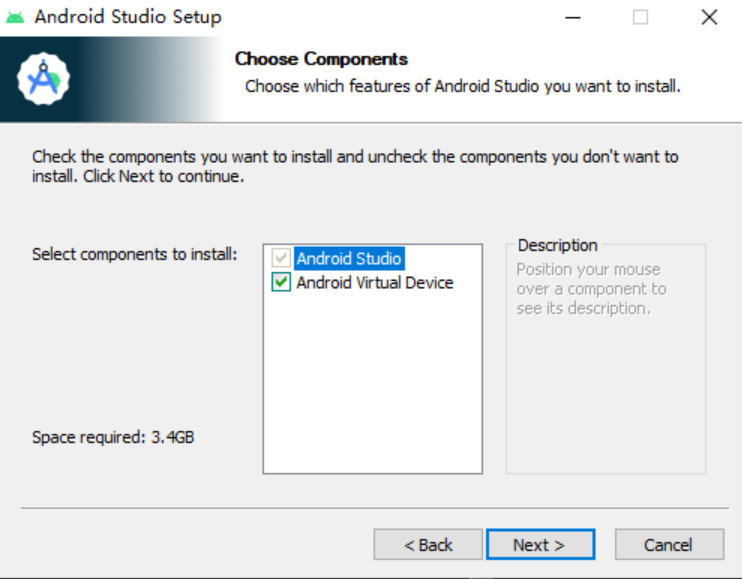 Android Studio Setup
Choose Components
Choose which features of Android Studio you want to install.
Check the components you want to install and uncheck the components you don't want to
install. Click Next to continue.
Select components to install:
Android Studio
Android Virtual Device
Description
Position your mouse
over a component to
see its description.
Space required: 3.4GB
< Back
Next >
Cancel